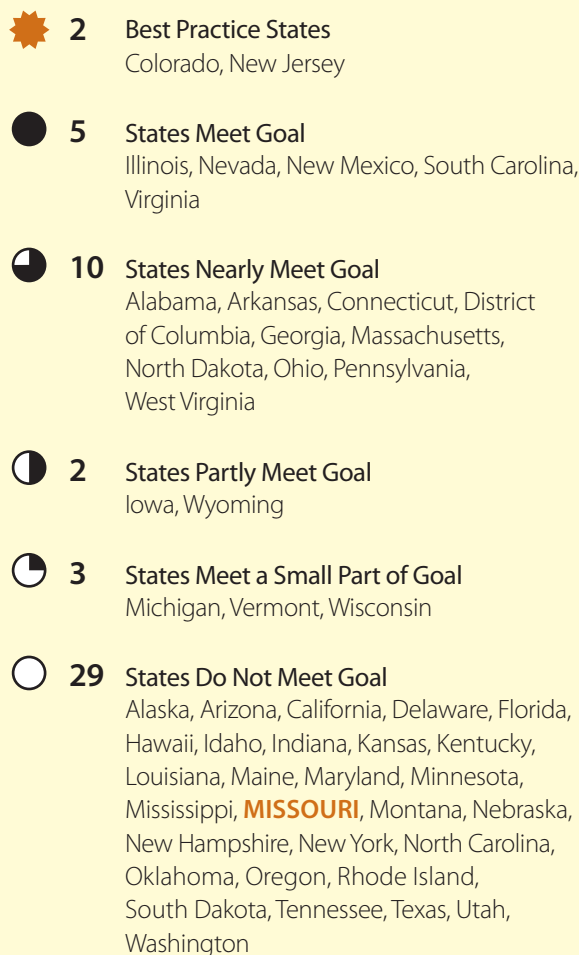 2 Best Practice States
Colorado, New Jersey
5 States Meet Goal
Illinois, Nevada, New Mexico, South Carolina,
Virginia
10 States Nearly Meet Goal
Alabama, Arkansas, Connecticut, District
of Columbia, Georgia, Massachusetts,
North Dakota, Ohio, Pennsylvania,
West Virginia
2 States Partly Meet Goal
Iowa, Wyoming
3 States Meet a Small Part of Goal
Michigan, Vermont, Wisconsin
29 States Do Not Meet Goal
Alaska, Arizona, California, Delaware, Florida,
Hawaii, Idaho, Indiana, Kansas, Kentucky,
Louisiana, Maine, Maryland, Minnesota,
Mississippi, MISSOURI, Montana, Nebraska,
New Hampshire, New York, North Carolina,
Oklahoma, Oregon, Rhode Island,
South Dakota, Tennessee, Texas, Utah,
Washington